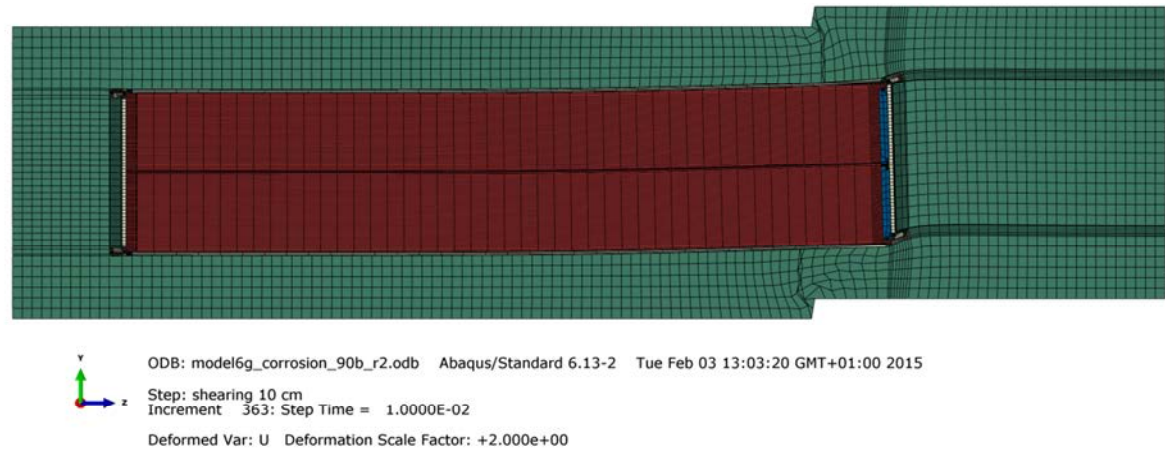 Y
Z
ODB: model6g_corrosion_90b_r2.odb Abaqus/Standard 6.13-2 Tue Feb 03 13:03:20 GMT+01:00 2015
Step: shearing 10 cm
Increment 363: Step Time = 1.0000E-02
Deformed Var: U Deformation Scale Factor: +2.000e+00